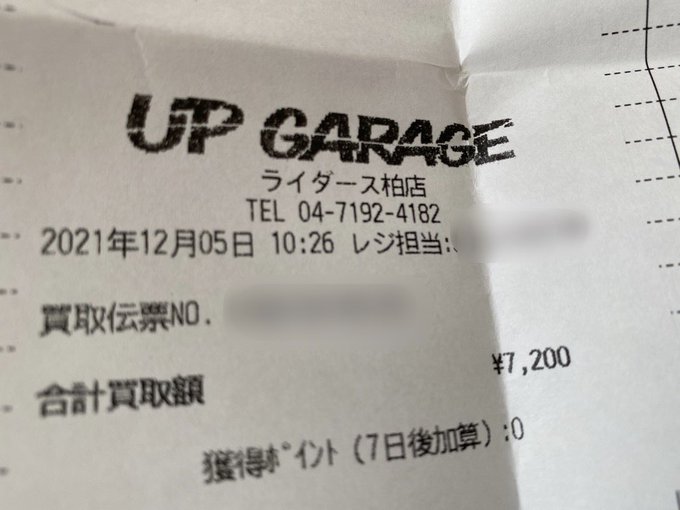 UP GARAGE
ライダース柏店
TEL 04-7192-4182
2021年12月05日 10:26 レジ担当:
買取伝票NO.
合計買取額 ¥7,200
獲得ﾎﾟｲﾝﾄ(7日後加算):0